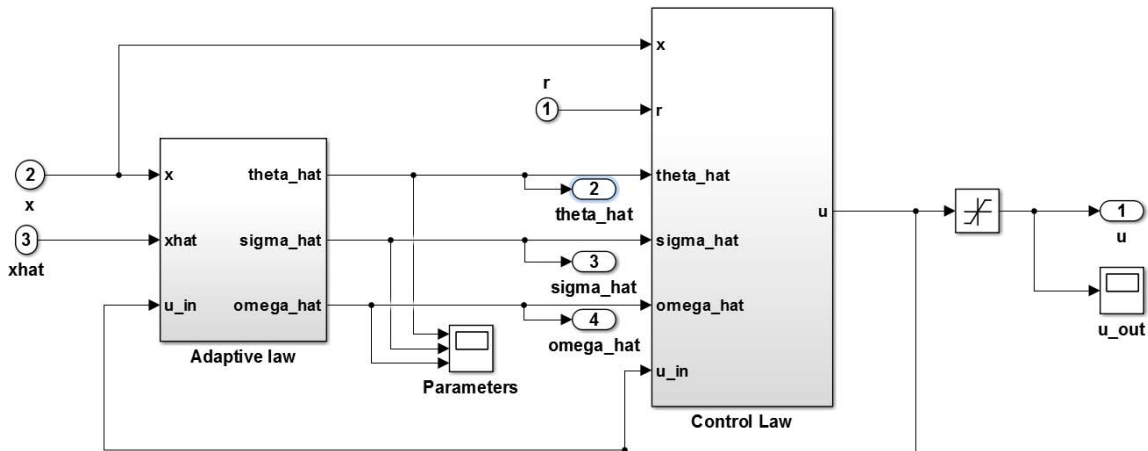 x
r
r
1
2
x
theta_hat
theta_hat
2
x
theta_hat
u
1
3
xhat
sigma_hat
sigma_hat
u
xhat
3
sigma_hat
u_in
omega_hat
omega_hat
4
omega_hat
u_out
Adaptive law
Parameters
u_in
Control Law